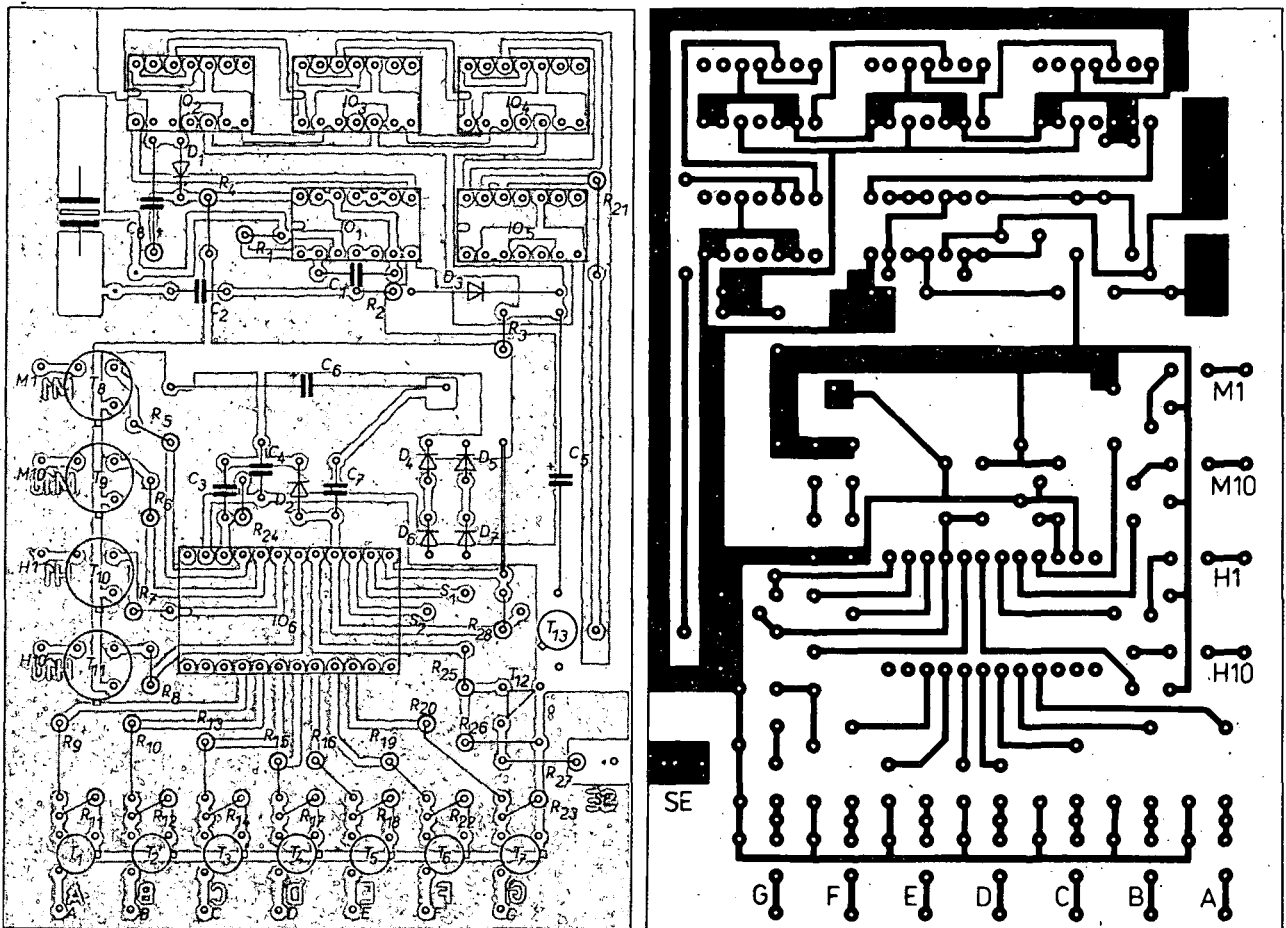 IO2 IO3 IO4
D1
R4
R21
C8 +
IO1 IO5
R1
C1
D3
C2
R2
R3
M1 T8
+ C6
M1
R5
C4
D4 D5
+ C5
M10 T9
C3
C7
M10
R6
D2
R24
D6 D7
H1 T10
H1
R7
S1
IO6
S2
R28
T13
H10 T11
R25
T12
H10
R8
R20
R9
R10
R13
R15
R16
R19
R26
R27
SE
R11 R12 R14 R17 R18 R22 R23
T1 T2 T3 T4 T5 T6 T7
A B C D E F G
A B C D E F G
G F E D C B A